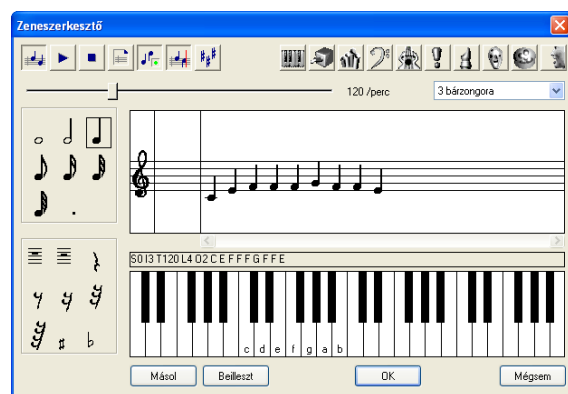 Zeneszerkesztő
120 /perc
3 bárzongora
S0 I3 T120 L4 O2 C E F F F G F F E
c d e f g a b
Másol
Beilleszt
OK
Mégsem